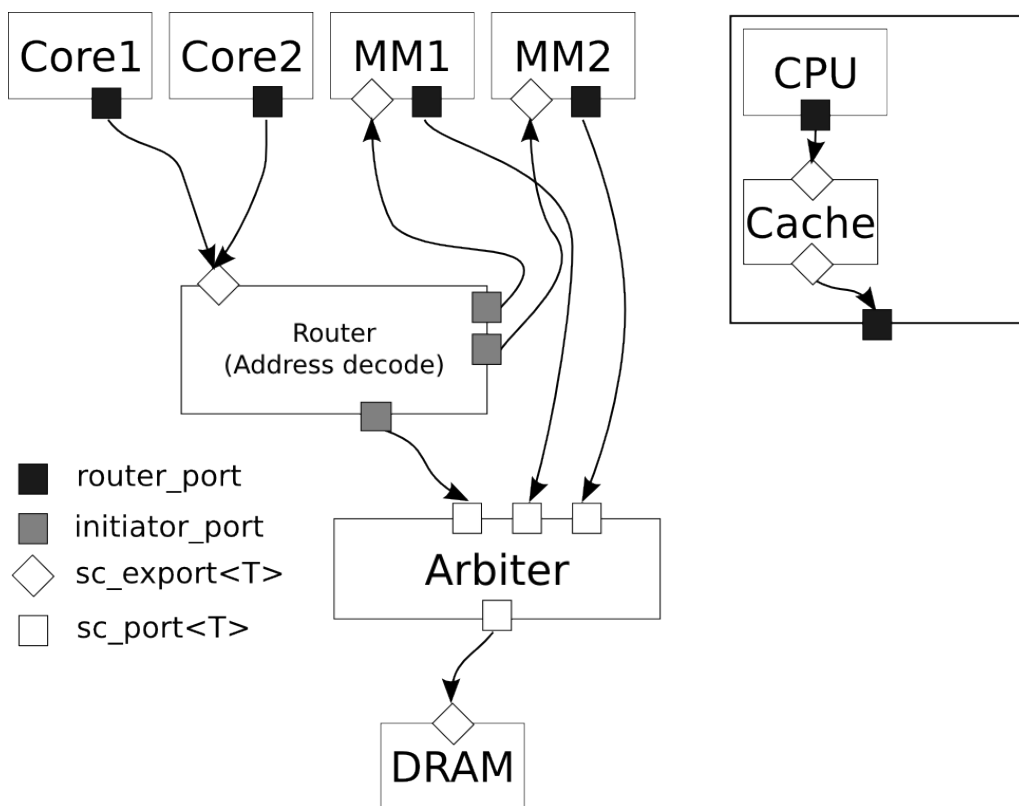 Core1
Core2
MM1
MM2
CPU
Cache
Router
(Address decode)
router_port
initiator_port
sc_export<T>
sc_port<T>
Arbiter
DRAM